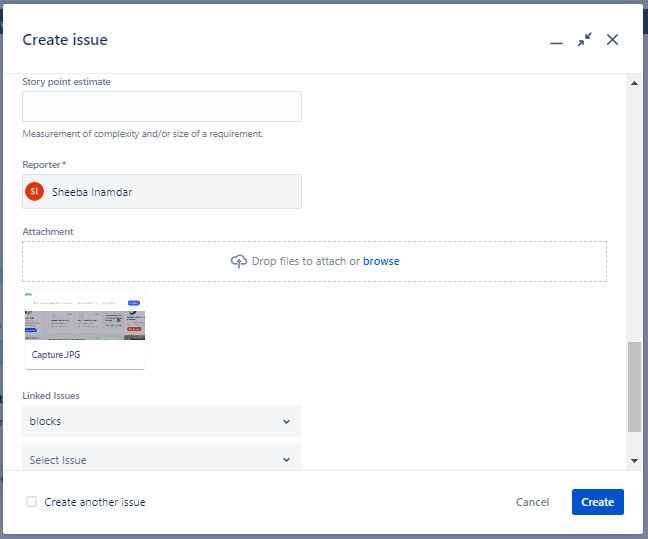 Create issue
Story point estimate
Measurement of complexity and/or size of a requirement.
Reporter*
SI Sheeba Inamdar
Attachment
Drop files to attach or browse
Capture.JPG
Linked Issues
blocks
Select Issue
Create another issue
Cancel
Create